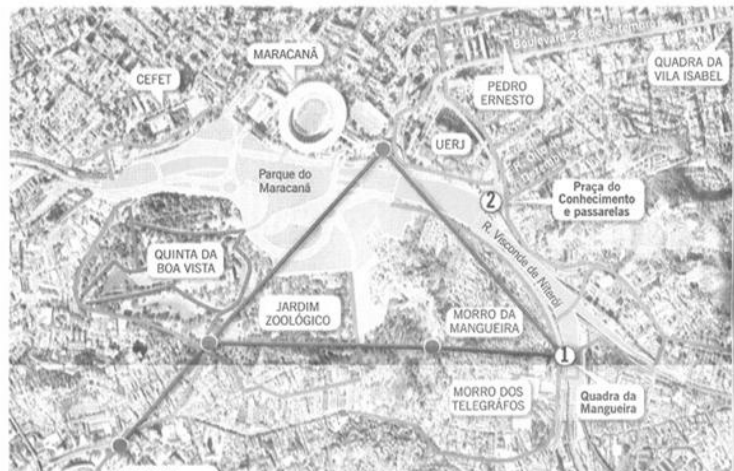 MARACANÃ
CEFET
Boulevard 28 de Setembro
QUADRA DA
VILA ISABEL
PEDRO
ERNESTO
UERJ
Parque do
Maracanã
2
Praça do
Conhecimento
e passarelas
R. Visconde de Niterói
QUINTA DA
BOA VISTA
JARDIM
ZOOLÓGICO
MORRO DA
MANGUEIRA
1
MORRO DOS
TELEGRÁFOS
Quadra da
Mangueira